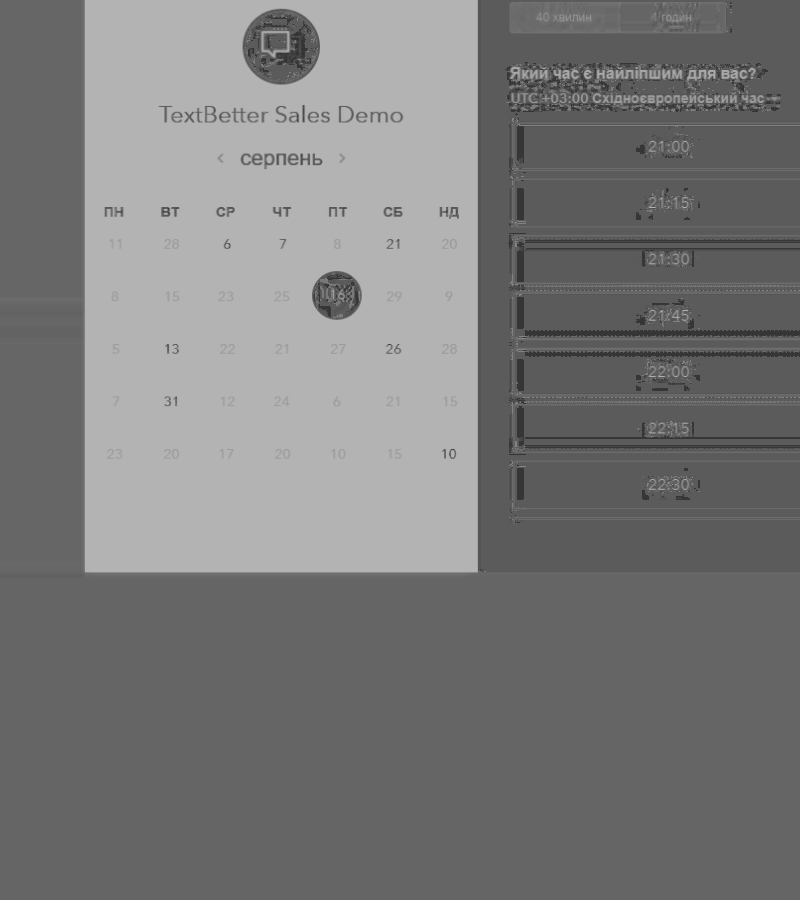 TextBetter Sales Demo
серпень
ПН ВТ СР ЧТ ПТ СБ НД
11 28 6 7 8 21 20
8 15 23 25 29 9
5 13 22 21 27 26 28
7 31 12 24 6 21 15
23 20 17 20 10 15 10
40 хвилин годин
Який час є найліпшим для вас?
UTC +03:00 Східноєвропейський час
21:00
21:15
21:30
21:45
22:00
22:15
22:30